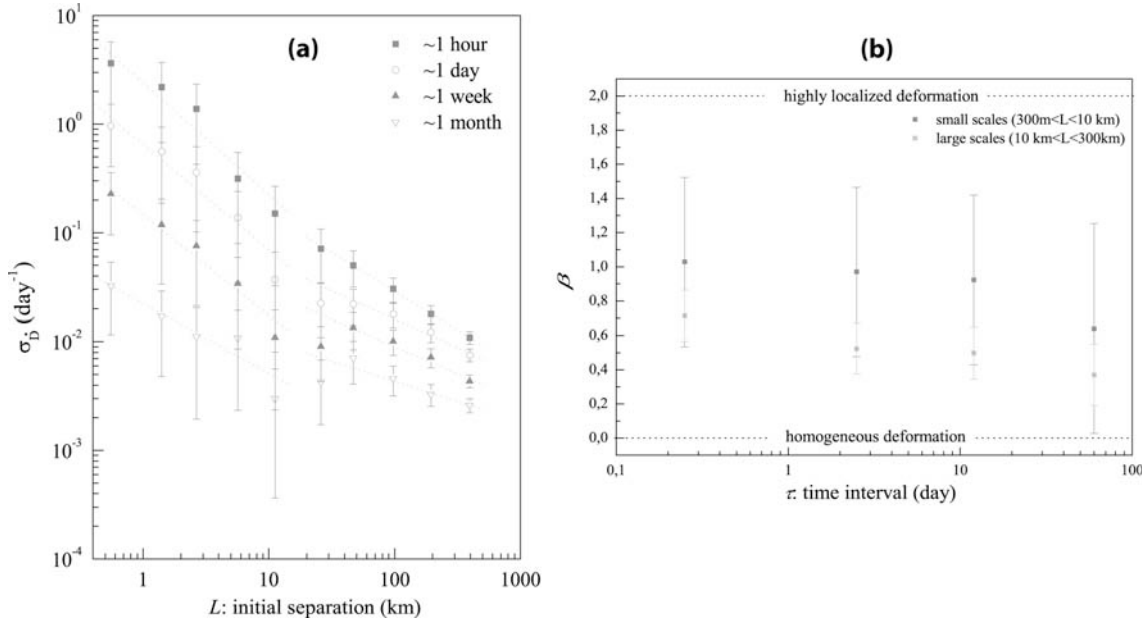 (a)
~1 hour
~1 day
~1 week
~1 month
10¹
10⁰
10⁻¹
10⁻²
10⁻³
10⁻⁴
σ_Ḋ (day⁻¹)
1 10 100 1000
L: initial separation (km)
(b)
highly localized deformation
small scales (300m<L<10 km)
large scales (10 km<L<300km)
2,0
1,8
1,6
1,4
1,2
1,0
0,8
0,6
0,4
0,2
0,0
β
homogeneous deformation
0,1 1 10 100
τ: time interval (day)